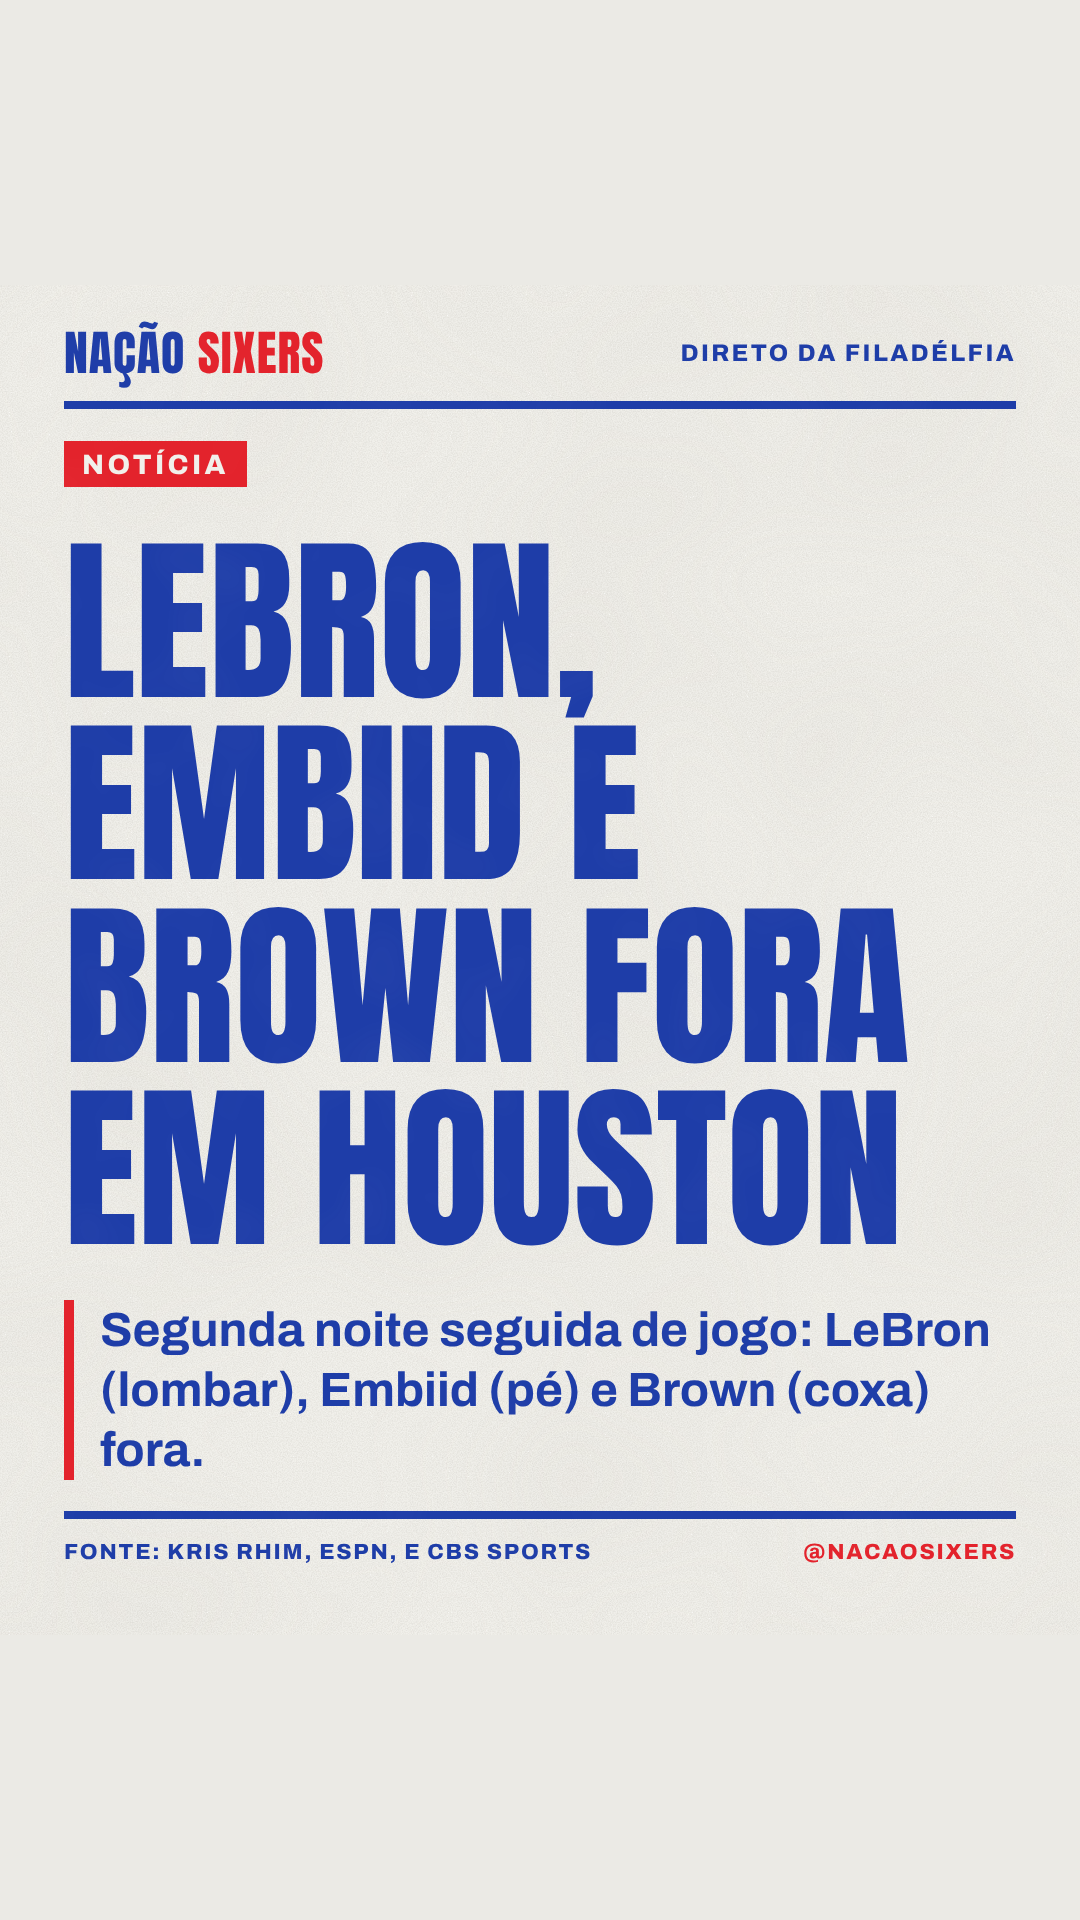 NAÇÃO SIXERS
DIRETO DA FILADÉLFIA
NOTÍCIA
LEBRON,
EMBIID E
BROWN FORA
EM HOUSTON
Segunda noite seguida de jogo: LeBron
(lombar), Embiid (pé) e Brown (coxa)
fora.
FONTE: KRIS RHIM, ESPN, E CBS SPORTS
@NACAOSIXERS